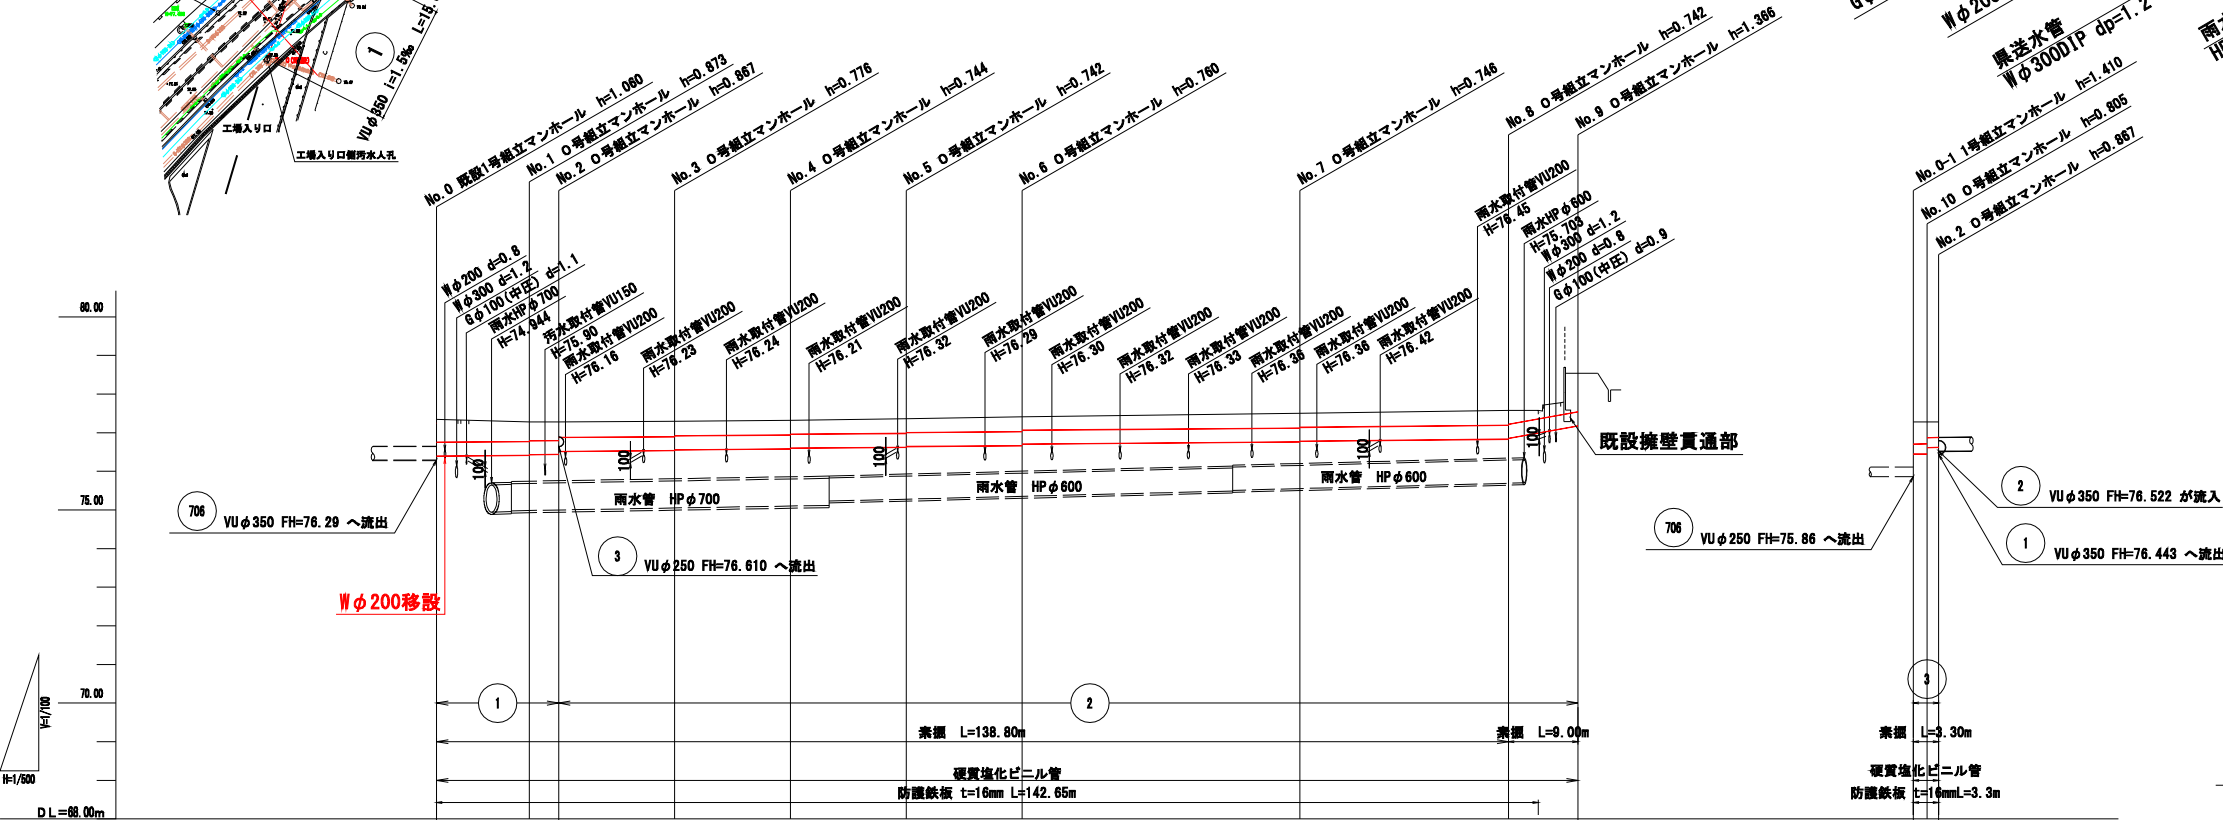 工場入り口
工場入り口側汚水人孔
1
VUφ350 i=1.5‰ L=15.
No.0 既設1号組立マンホール h=1.060
No.1 0号組立マンホール h=0.873
No.2 0号組立マンホール h=0.867
No.3 0号組立マンホール h=0.776
No.4 0号組立マンホール h=0.744
No.5 0号組立マンホール h=0.742
No.6 0号組立マンホール h=0.760
No.7 0号組立マンホール h=0.746
No.8 0号組立マンホール h=0.742
No.9 0号組立マンホール h=1.366
県送水管
Wφ300DIP dp=1.2
No.0-1 1号組立マンホール h=1.410
No.10 0号組立マンホール h=0.805
No.2 0号組立マンホール h=0.867
Wφ200 d=0.8
Wφ300 d=1.2
Gφ100(中圧) d=1.1
雨水HPφ700
H=74.944
汚水取付管VU150
H=75.90
雨水取付管VU200
H=76.16
雨水取付管VU200
H=76.23
雨水取付管VU200
H=76.24
雨水取付管VU200
H=76.21
雨水取付管VU200
H=76.32
雨水取付管VU200
H=76.29
雨水取付管VU200
H=76.30
雨水取付管VU200
H=76.32
雨水取付管VU200
H=76.33
雨水取付管VU200
H=76.36
雨水取付管VU200
H=76.36
雨水取付管VU200
H=76.42
雨水取付管VU200
H=76.45
雨水HPφ600
H=75.703
Wφ300 d=1.2
Wφ200 d=0.8
Gφ100(中圧) d=0.9
80.00
75.00
70.00
DL=68.00m
V=1/100
H=1/500
100
100
100
100
100
雨水管 HPφ700
雨水管 HPφ600
雨水管 HPφ600
既設擁壁貫通部
706
VUφ350 FH=76.29 へ流出
3
VUφ250 FH=76.610 へ流出
Wφ200移設
706
VUφ250 FH=75.86 へ流出
2
VUφ350 FH=76.522 が流入
1
VUφ350 FH=76.443 へ流出
1
2
3
素掘 L=138.80m
素掘 L=9.00m
素掘 L=3.30m
硬質塩化ビニル管
硬質塩化ビニル管
防護鉄板 t=16mm L=142.65m
防護鉄板 t=16mmL=3.3m